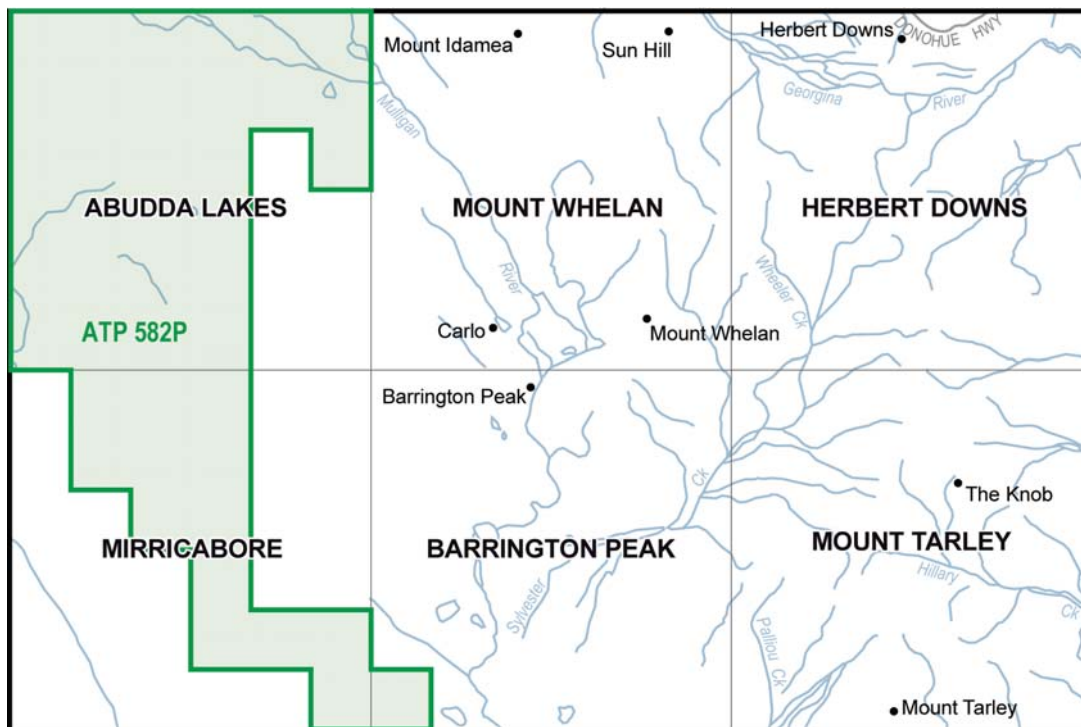 Mount Idamea
Sun Hill
Herbert Downs
DONOHUE HWY
Mulligan
Georgina
River
ABUDDA LAKES
MOUNT WHELAN
HERBERT DOWNS
River
Wheeler Ck
ATP 582P
Carlo
Mount Whelan
Barrington Peak
Ck
The Knob
MIRRICABORE
BARRINGTON PEAK
MOUNT TARLEY
Hillary
Ck
Sylvester
Palliou Ck
Mount Tarley